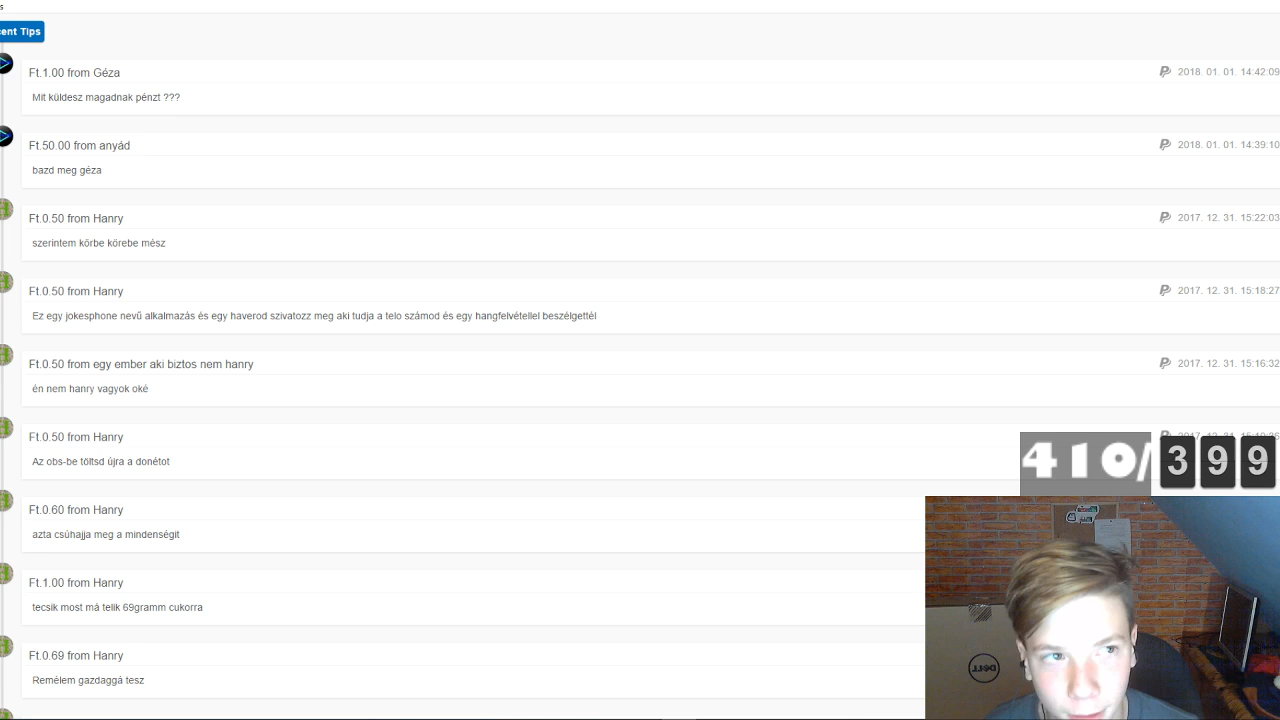 s
ent Tips
Ft.1.00 from Géza
2018. 01. 01. 14:42:09
Mit küldesz magadnak pénzt ???
Ft.50.00 from anyád
2018. 01. 01. 14:39:10
bazd meg géza
Ft.0.50 from Hanry
2017. 12. 31. 15:22:03
szerintem körbe körebe mész
Ft.0.50 from Hanry
2017. 12. 31. 15:18:27
Ez egy jokesphone nevű alkalmazás és egy haverod szivatozz meg aki tudja a telo számod és egy hangfelvétellel beszélgettél
Ft.0.50 from egy ember aki biztos nem hanry
2017. 12. 31. 15:16:32
én nem hanry vagyok oké
Ft.0.50 from Hanry
Az obs-be töltsd újra a donétot
410/399
Ft.0.60 from Hanry
azta csúhajja meg a mindenségit
Ft.1.00 from Hanry
tecsik most má telik 69gramm cukorra
Ft.0.69 from Hanry
DELL
Remélem gazdaggá tesz